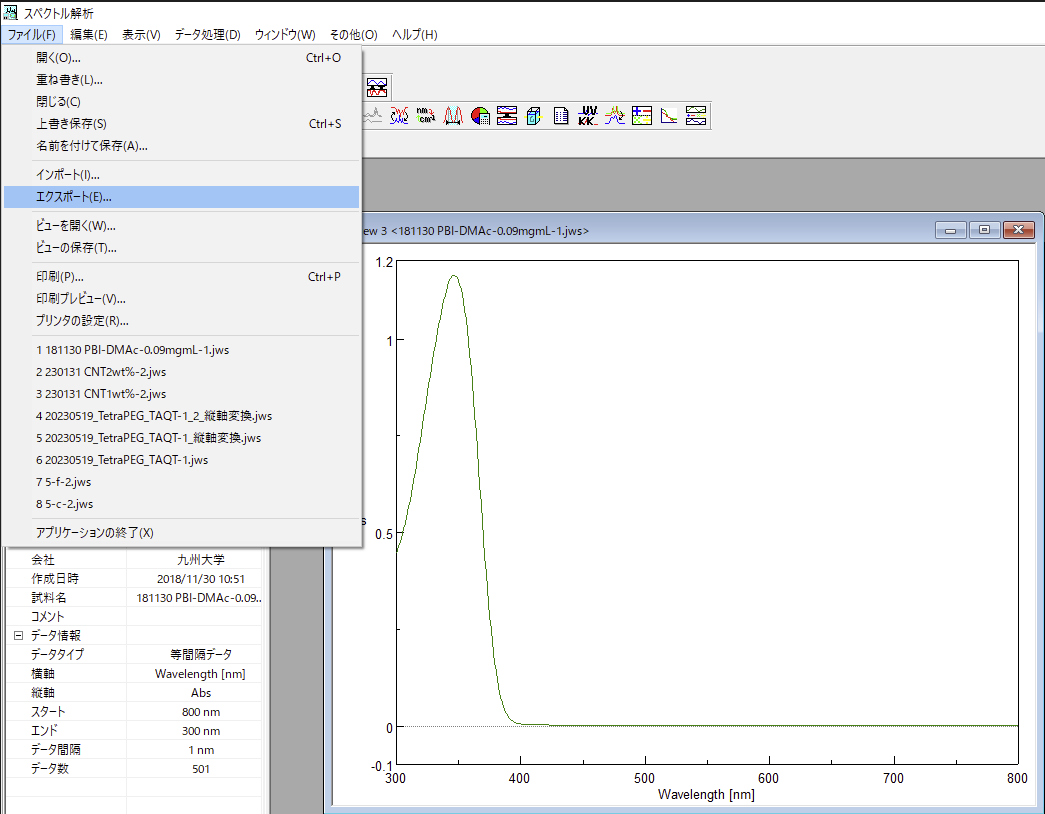 スペクトル解析
ファイル(F) 編集(E) 表示(V) データ処理(D) ウィンドウ(W) その他(O) ヘルプ(H)
開く(O)... Ctrl+O
重ね書き(L)...
閉じる(C)
上書き保存(S) Ctrl+S
名前を付けて保存(A)...
インポート(I)...
エクスポート(E)...
ビューを開く(W)...
ビューの保存(T)...
印刷(P)... Ctrl+P
印刷プレビュー(V)...
プリンタの設定(R)...
1 181130 PBI-DMAc-0.09mgmL-1.jws
2 230131 CNT2wt%-2.jws
3 230131 CNT1wt%-2.jws
4 20230519_TetraPEG_TAQT-1_2_縦軸変換.jws
5 20230519_TetraPEG_TAQT-1_縦軸変換.jws
6 20230519_TetraPEG_TAQT-1.jws
7 5-f-2.jws
8 5-c-2.jws
アプリケーションの終了(X)
会社 九州大学
作成日時 2018/11/30 10:51
試料名 181130 PBI-DMAc-0.09..
コメント
データ情報
データタイプ 等間隔データ
横軸 Wavelength [nm]
縦軸 Abs
スタート 800 nm
エンド 300 nm
データ間隔 1 nm
データ数 501
nm
1cm
UV
KK
ew 3 <181130 PBI-DMAc-0.09mgmL-1.jws>
1.2
1
s
0.5
0
-0.1
300 400 500 600 700 800
Wavelength [nm]